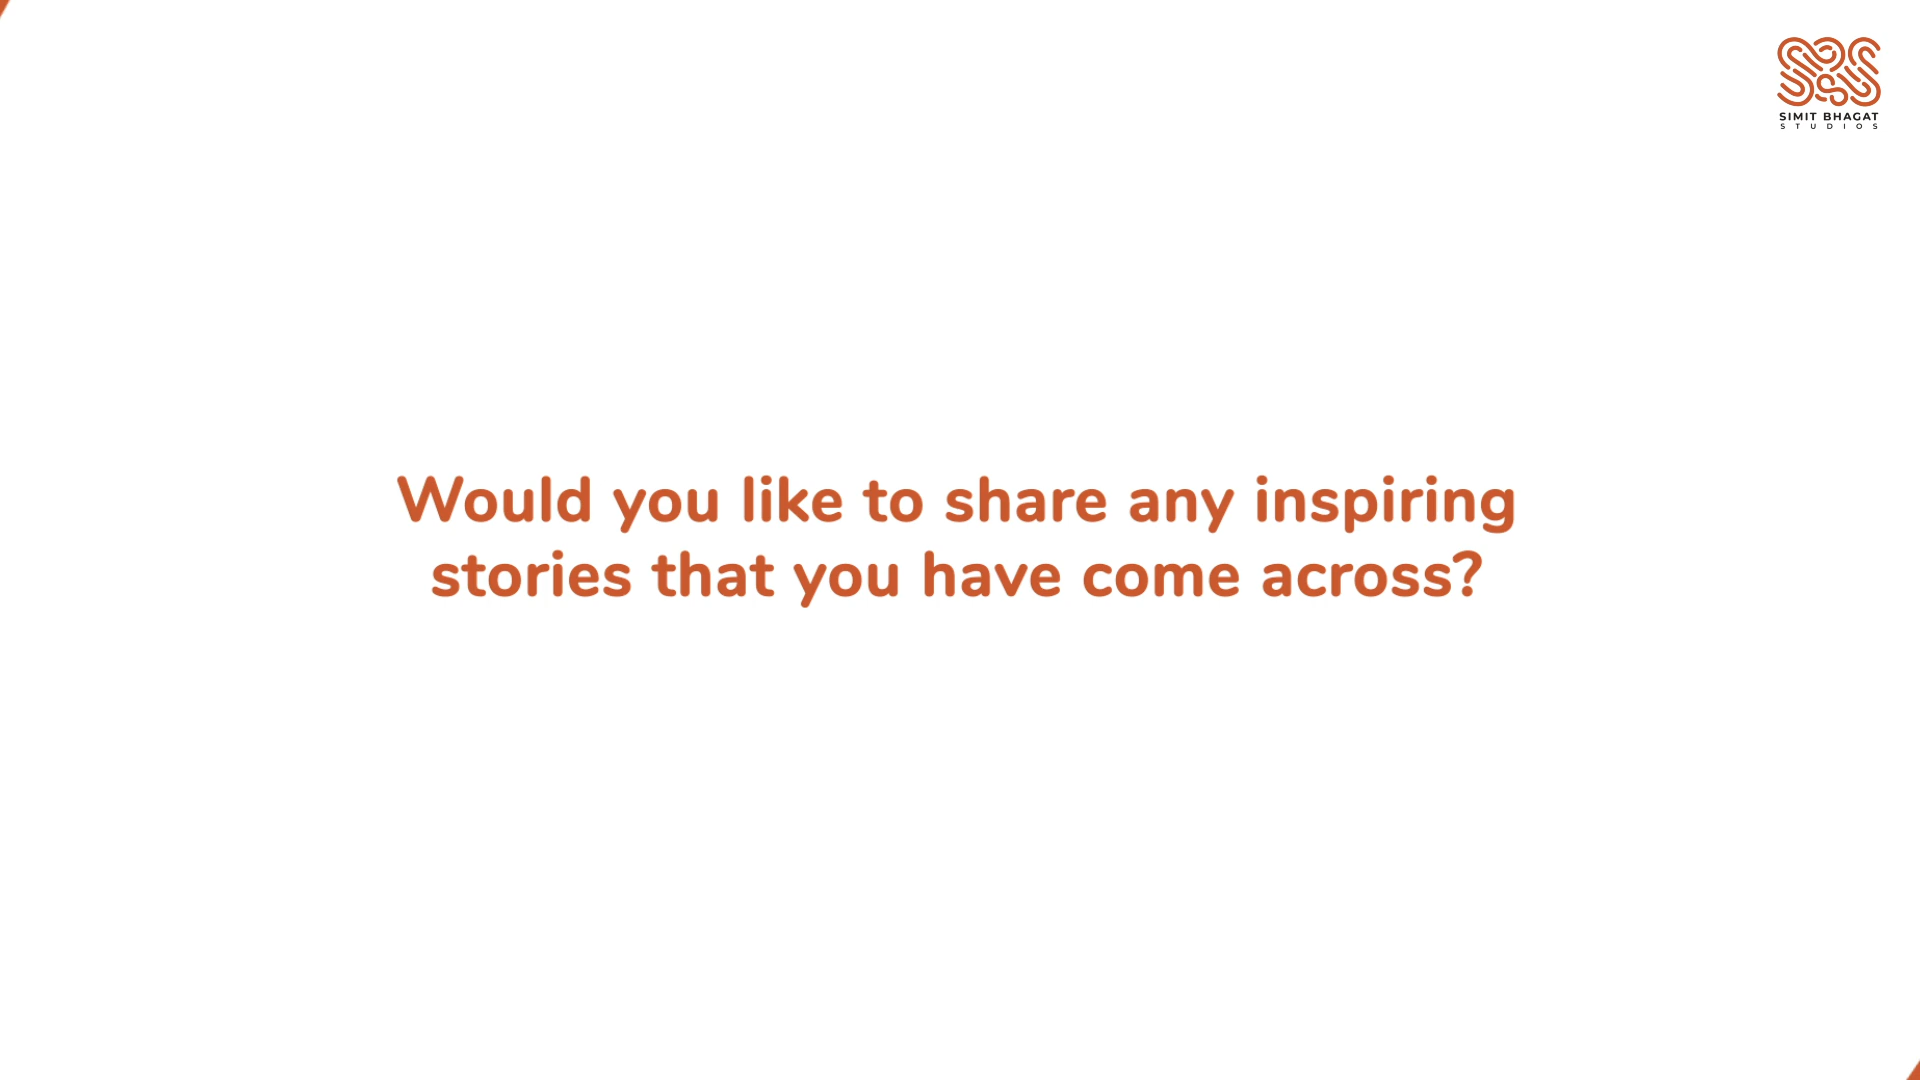 SIMIT BHAGAT
STUDIOS
Would you like to share any inspiring
stories that you have come across?